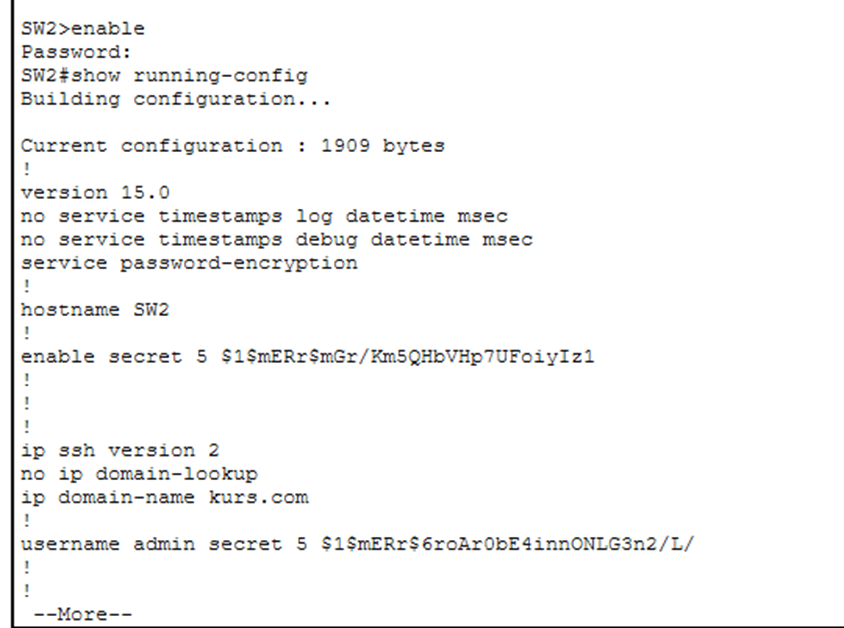 SW2>enable
Password:
SW2#show running-config
Building configuration...
Current configuration : 1909 bytes
!
version 15.0
no service timestamps log datetime msec
no service timestamps debug datetime msec
service password-encryption
!
hostname SW2
!
enable secret 5 $1$mERr$mGr/Km5QHbVHp7UFoiyIz1
!
!
!
ip ssh version 2
no ip domain-lookup
ip domain-name kurs.com
!
username admin secret 5 $1$mERr$6roAr0bE4innONLG3n2/L/
!
!
--More--